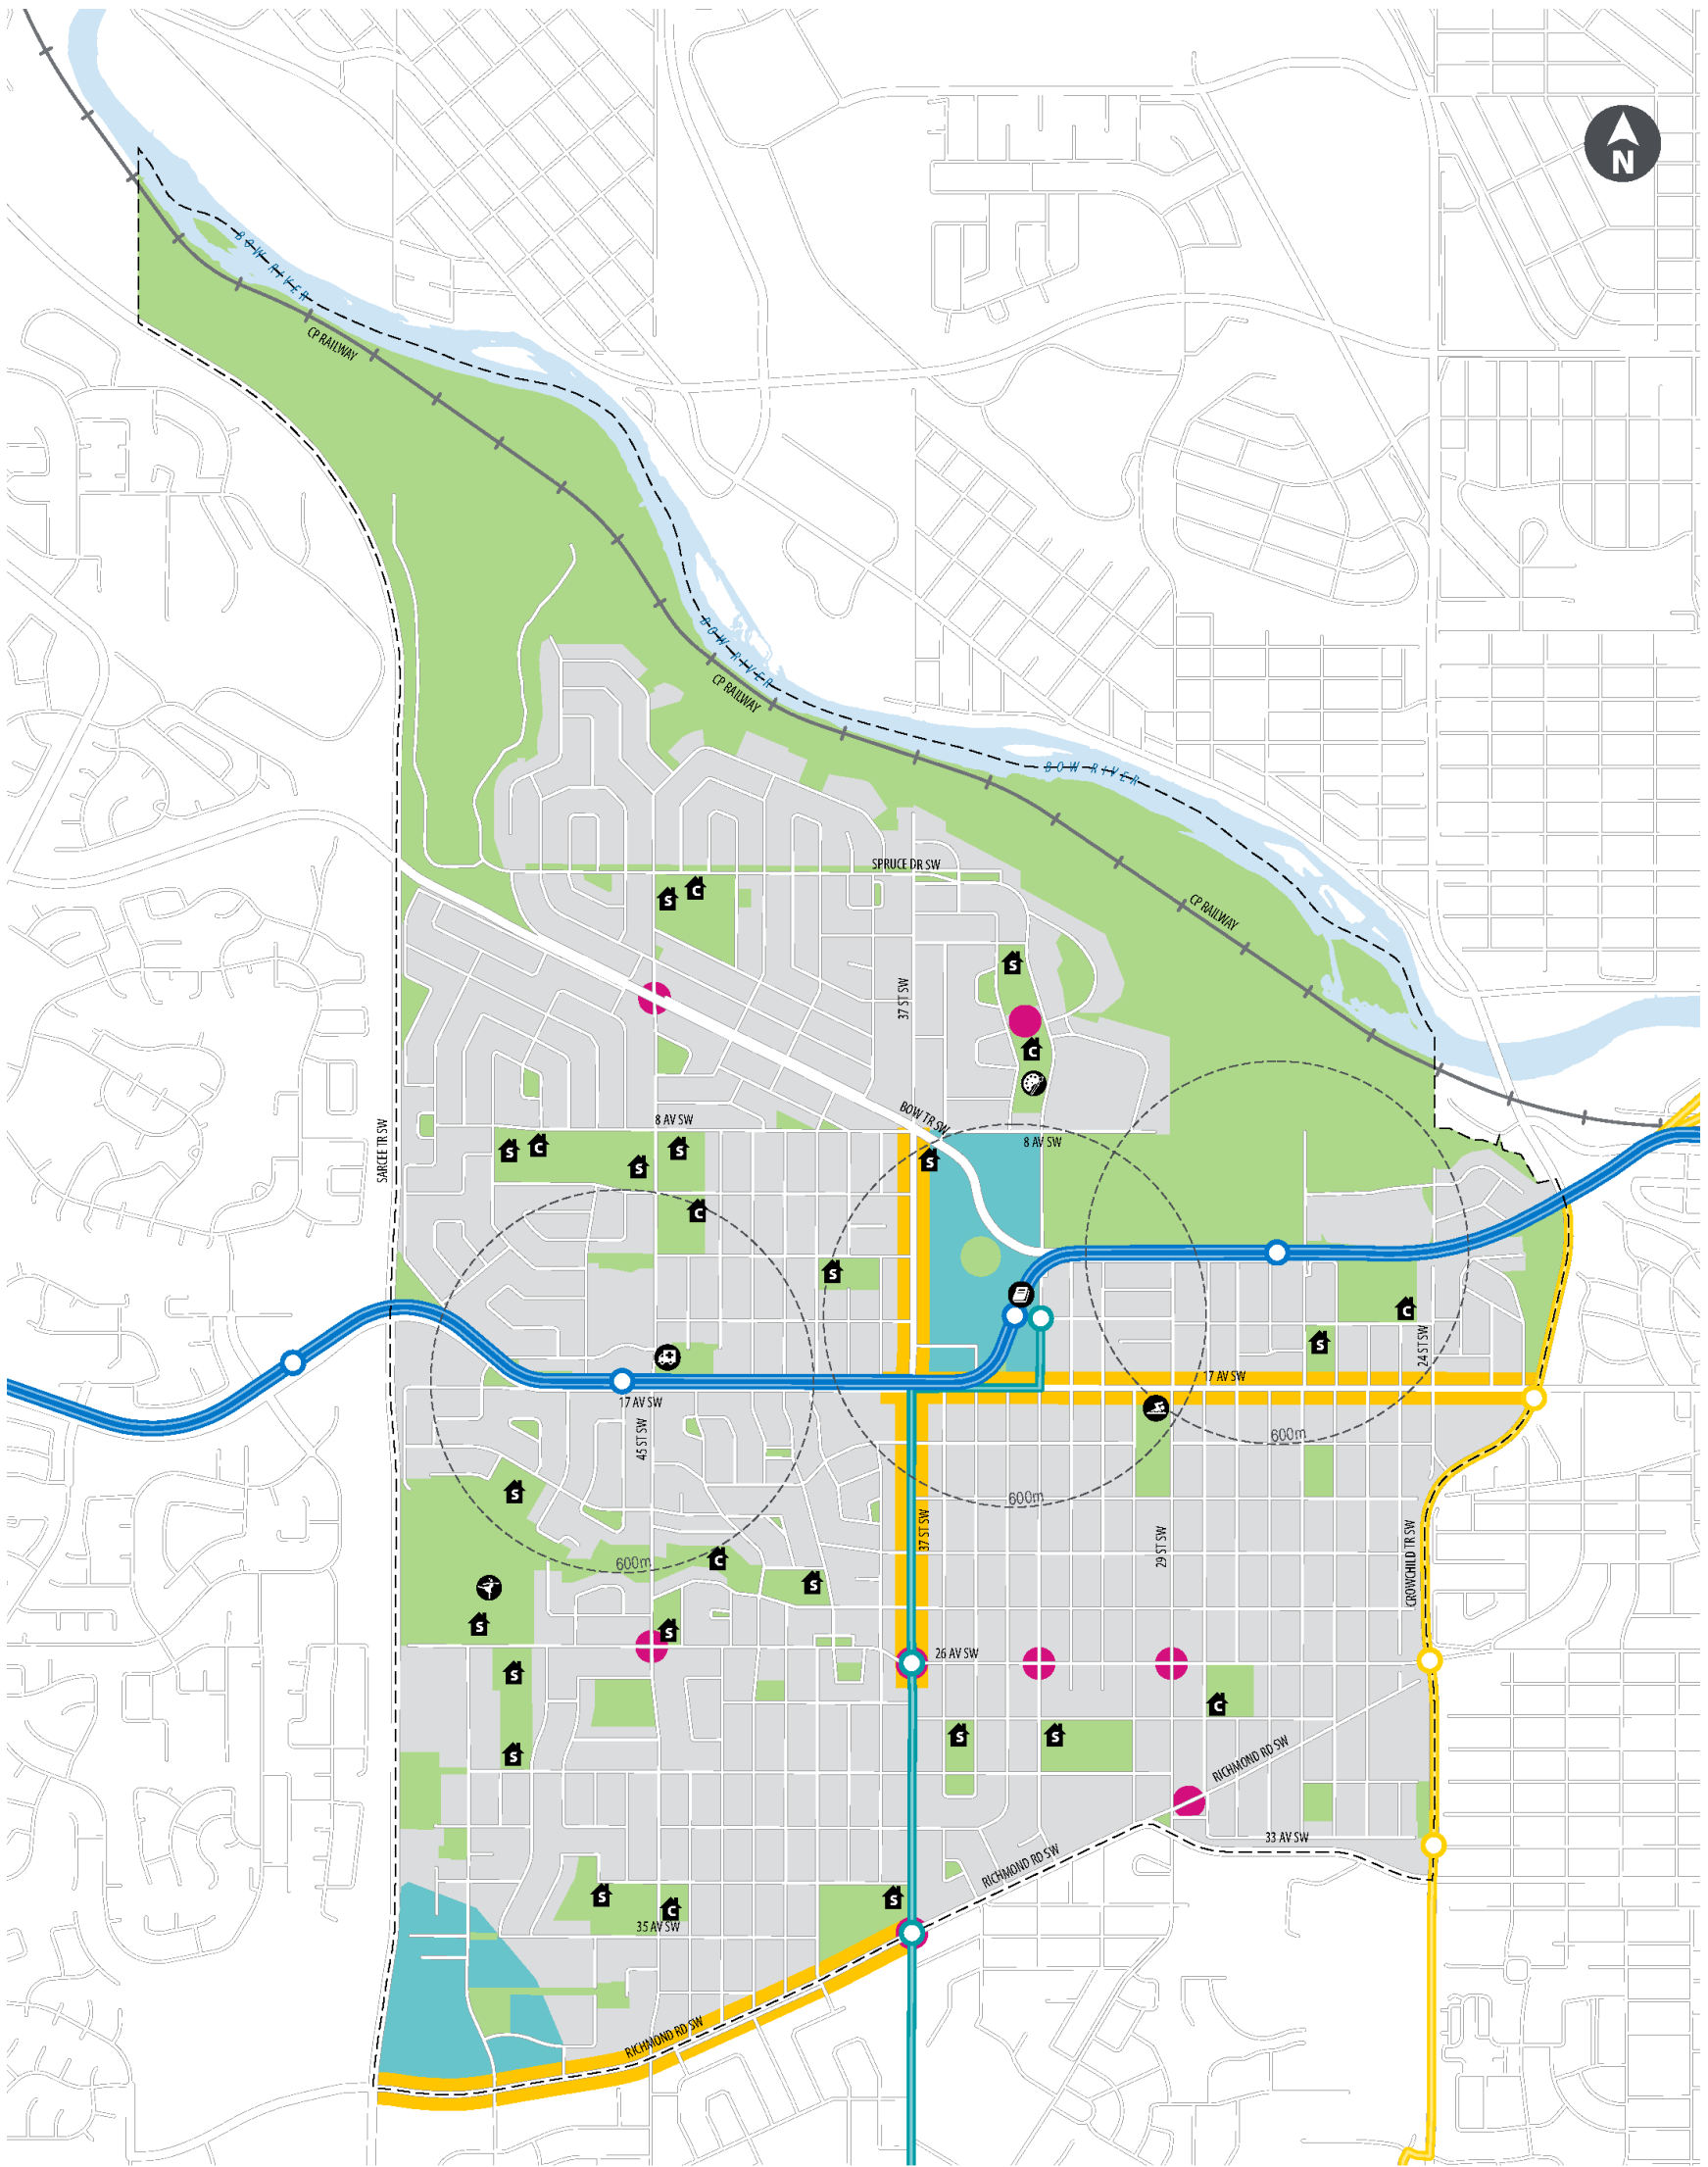 N
BOW RIVER
CP RAILWAY
BOW RIVER
CP RAILWAY
BOW RIVER
SPRUCE DR SW
S
C
CP RAILWAY
S
37 ST SW
C
BOW TR SW
8 AV SW
8 AV SW
SARCEE TR SW
S
C
S
S
S
C
S
C
S
24 ST SW
17 AV SW
17 AV SW
45 ST SW
600m
S
600m
37 ST SW
29 ST SW
CROWCHILD TR SW
600m
C
S
S
S
26 AV SW
S
C
S
S
S
RICHMOND RD SW
33 AV SW
RICHMOND RD SW
S
S
C
35 AV SW
RICHMOND RD SW